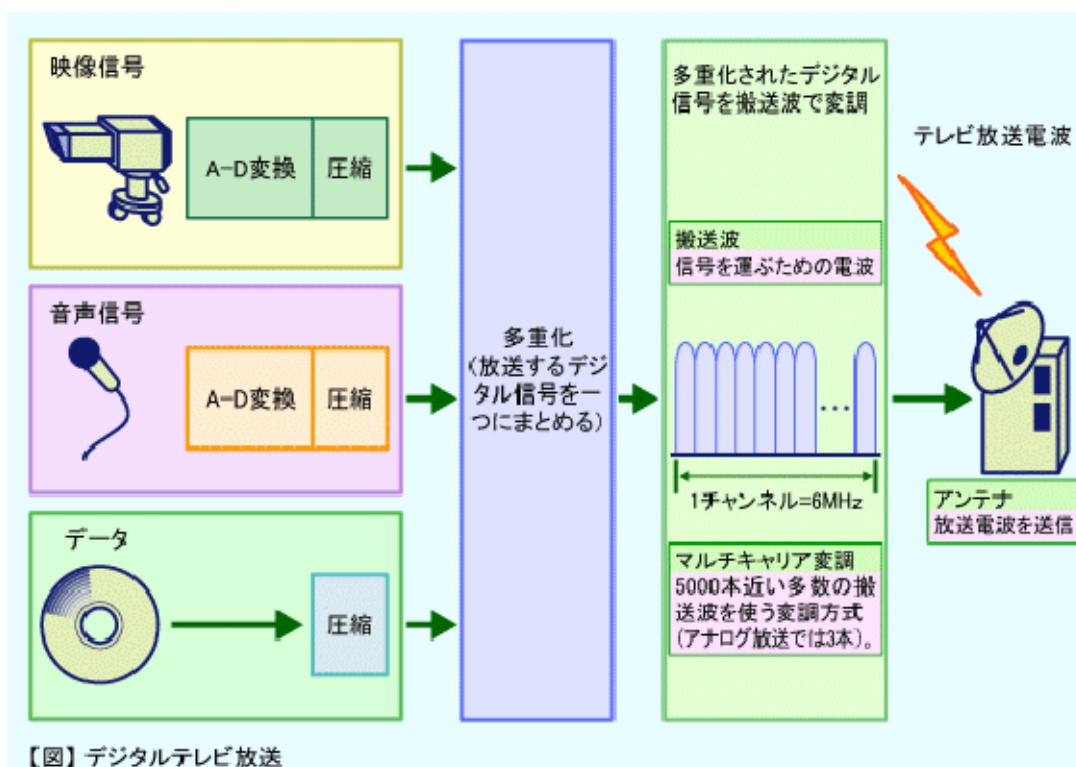 映像信号
A-D変換
圧縮
音声信号
A-D変換
圧縮
データ
圧縮
多重化
(放送するデジ
タル信号を一
つにまとめる)
多重化されたデジタル
信号を搬送波で変調
搬送波
信号を運ぶための電波
…
1チャンネル=6MHz
マルチキャリア変調
5000本近い多数の搬
送波を使う変調方式
(アナログ放送では3本)。
テレビ放送電波
アンテナ
放送電波を送信
【図】デジタルテレビ放送